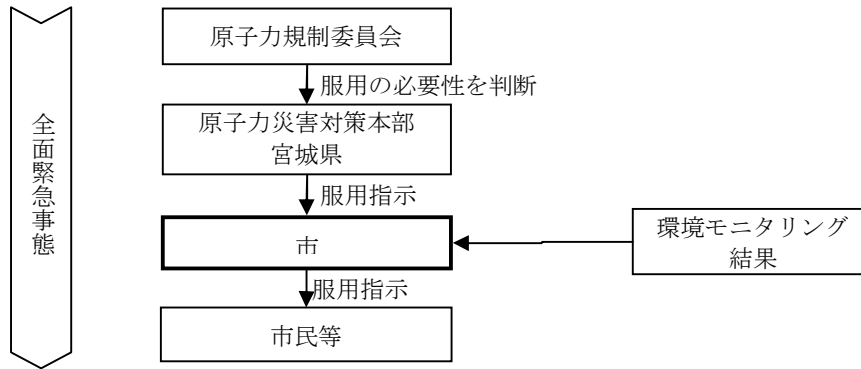 全面緊急事態
原子力規制委員会
服用の必要性を判断
原子力災害対策本部
宮城県
服用指示
市
環境モニタリング
結果
服用指示
市民等